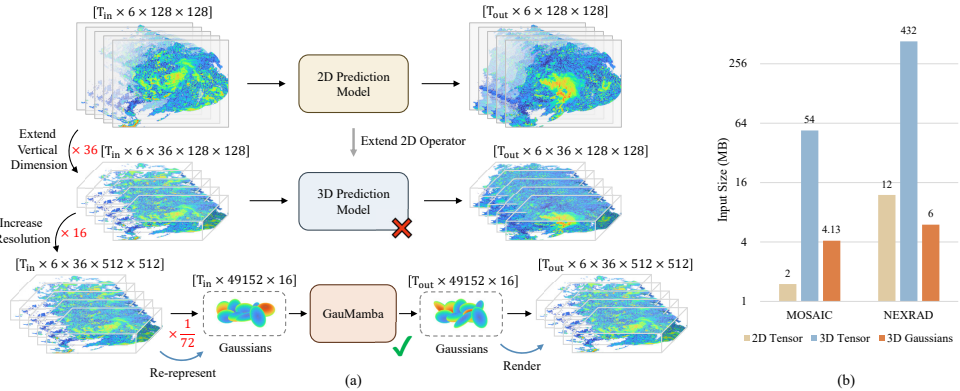 [T_in × 6 × 128 × 128]
[T_out × 6 × 128 × 128]
2D Prediction
Model
Extend
Vertical
Dimension
× 36
[T_in × 6 × 36 × 128 × 128]
Extend 2D Operator
[T_out × 6 × 36 × 128 × 128]
3D Prediction
Model
Increase
Resolution
× 16
[T_in × 6 × 36 × 512 × 512]
[T_in × 49152 × 16]
[T_out × 49152 × 16]
[T_out × 6 × 36 × 512 × 512]
GauMamba
× 1/72
Gaussians
Gaussians
Re-represent
Render
(a)
Input Size (MB)
256
64
16
4
1
2
54
4.13
12
432
6
MOSAIC
NEXRAD
2D Tensor
3D Tensor
3D Gaussians
(b)